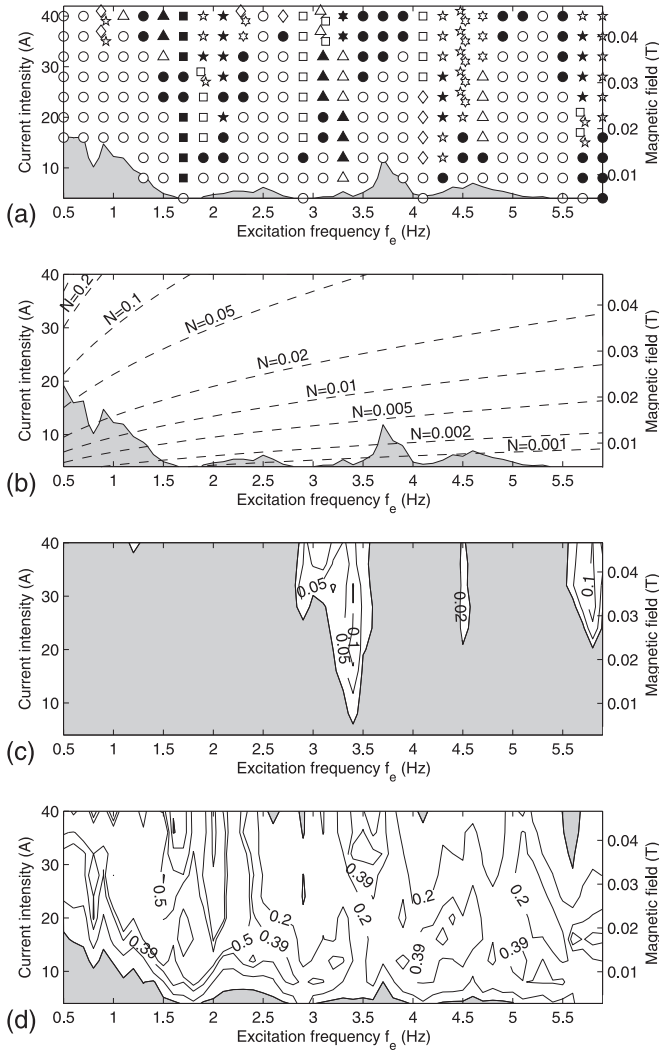 40
30
20
10
Current intensity (A)
0.04
0.03
0.02
0.01
Magnetic field (T)
0.5 1 1.5 2 2.5 3 3.5 4 4.5 5 5.5
Excitation frequency fe (Hz)
(a)
40
30
20
10
Current intensity (A)
N=0.2
N=0.1
N=0.05
N=0.02
N=0.01
N=0.005
N=0.002
N=0.001
0.04
0.03
0.02
0.01
Magnetic field (T)
0.5 1 1.5 2 2.5 3 3.5 4 4.5 5 5.5
Excitation frequency fe (Hz)
(b)
40
30
20
10
Current intensity (A)
0.05
0.1
0.05
0.02
0.1
0.04
0.03
0.02
0.01
Magnetic field (T)
0.5 1 1.5 2 2.5 3 3.5 4 4.5 5 5.5
Excitation frequency fe (Hz)
(c)
40
30
20
10
Current intensity (A)
0.5
0.39
0.2
0.2
0.39
0.5
0.39
0.2
0.2
0.39
0.39
0.04
0.03
0.02
0.01
Magnetic field (T)
0.5 1 1.5 2 2.5 3 3.5 4 4.5 5 5.5
Excitation frequency fe (Hz)
(d)